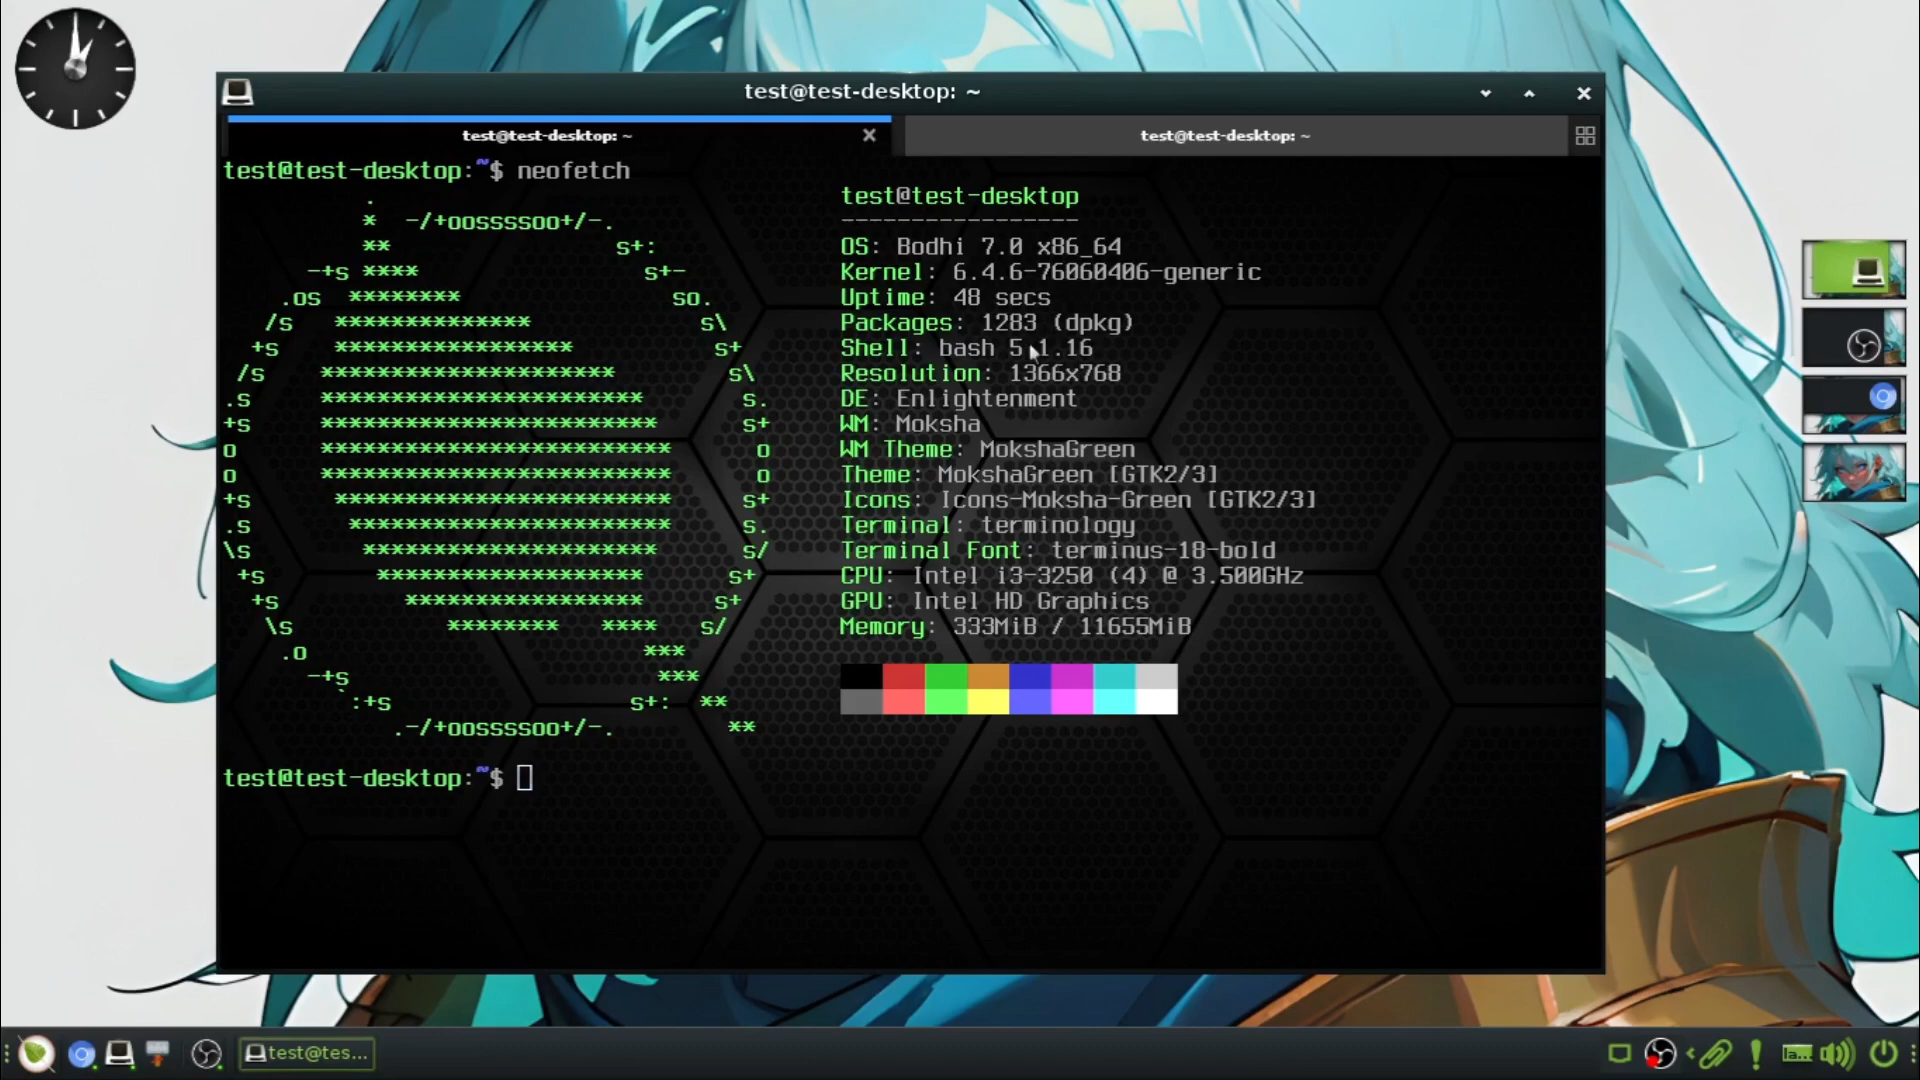 test@test-desktop: ~
test@test-desktop: ~
test@test-desktop: ~
test@test-desktop:~$ neofetch
test@test-desktop
-----------------
OS: Bodhi 7.0 x86_64
Kernel: 6.4.6-76060406-generic
Uptime: 48 secs
Packages: 1283 (dpkg)
Shell: bash 5.1.16
Resolution: 1366x768
DE: Enlightenment
WM: Moksha
WM Theme: MokshaGreen
Theme: MokshaGreen [GTK2/3]
Icons: Icons-Moksha-Green [GTK2/3]
Terminal: terminology
Terminal Font: terminus-18-bold
CPU: Intel i3-3250 (4) @ 3.500GHz
GPU: Intel HD Graphics
Memory: 333MiB / 11655MiB
test@test-desktop:~$
test@tes...
la...